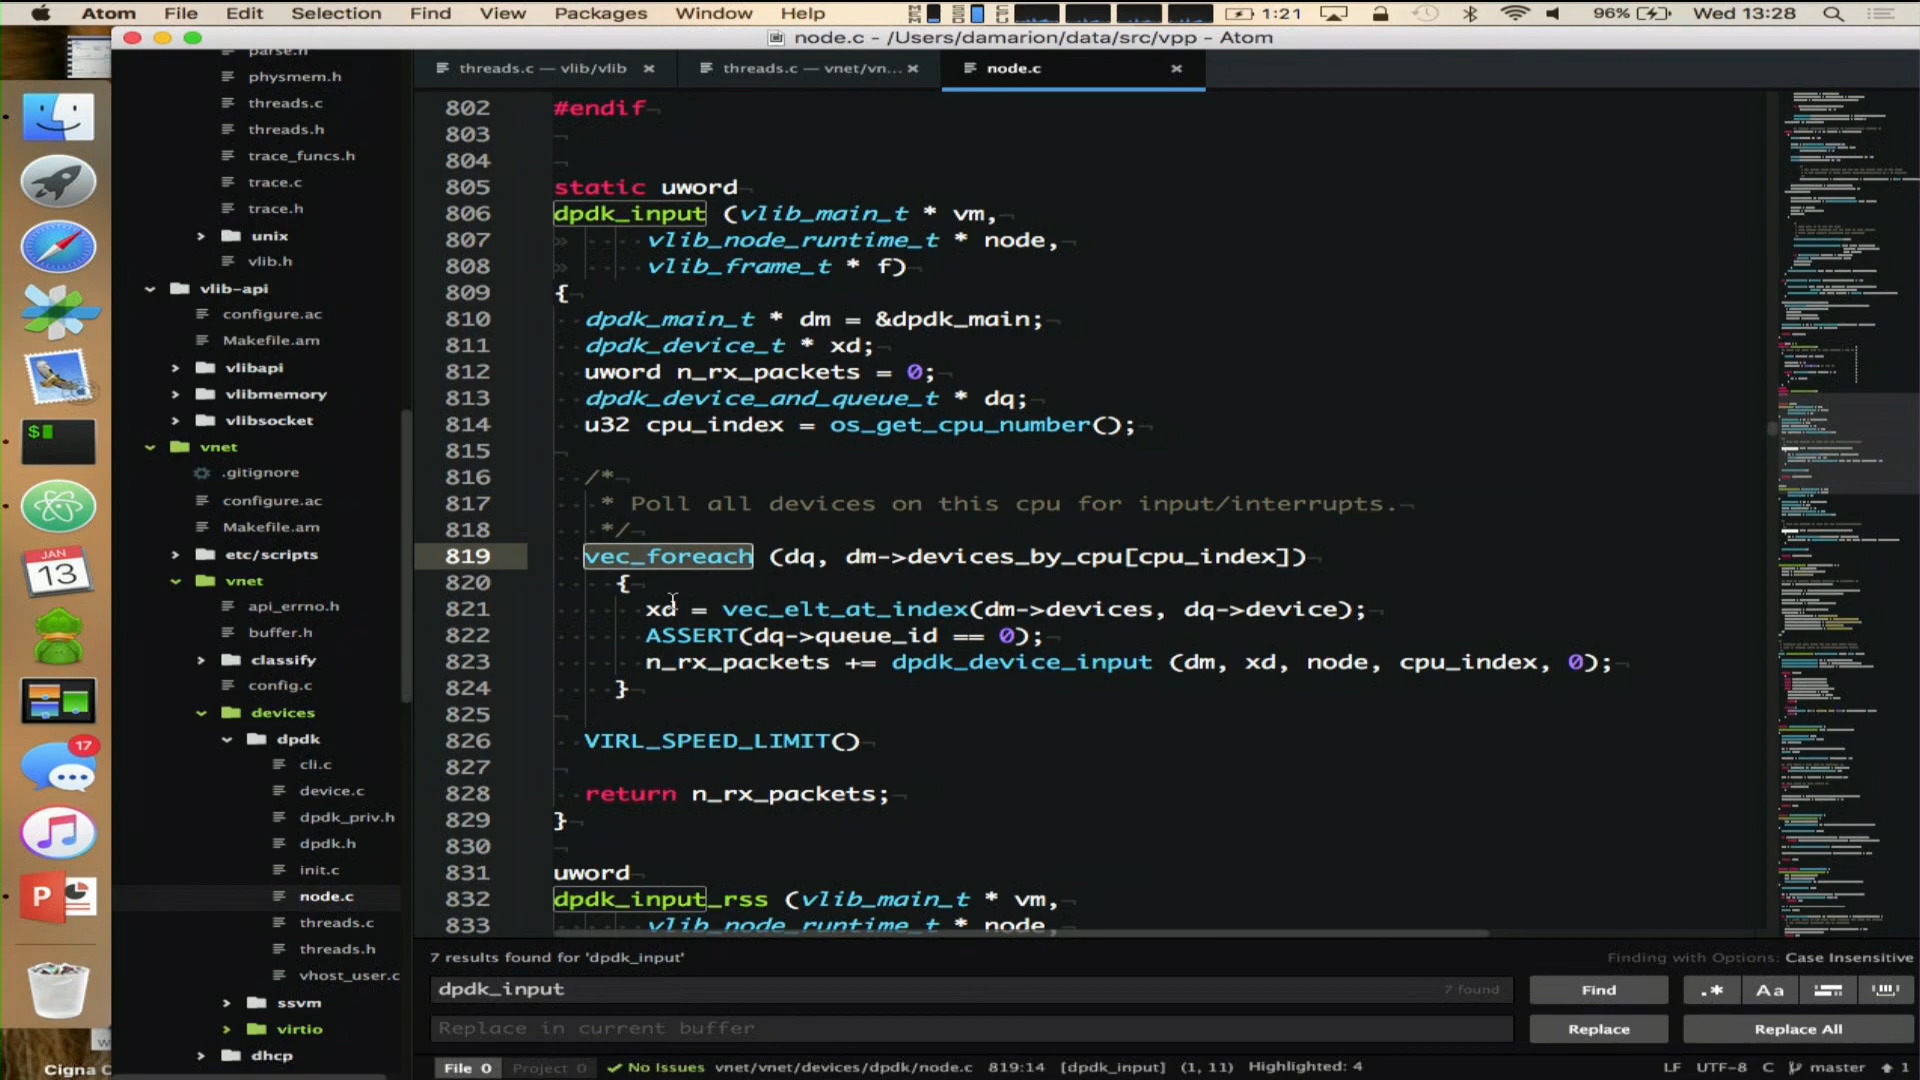 Atom File Edit Selection Find View Packages Window Help 1:21 96% Wed 13:28
node.c - /Users/damarion/data/src/vpp - Atom
threads.c — vlib/vlib
threads.c — vnet/vn...
node.c
parse.h
physmem.h
threads.c
threads.h
trace_funcs.h
trace.c
trace.h
unix
vlib.h
vlib-api
configure.ac
Makefile.am
vlibapi
vlibmemory
vlibsocket
vnet
.gitignore
configure.ac
Makefile.am
etc/scripts
vnet
api_errno.h
buffer.h
classify
config.c
devices
dpdk
cli.c
device.c
dpdk_priv.h
dpdk.h
init.c
node.c
threads.c
threads.h
vhost_user.c
ssvm
virtio
dhcp
JAN
13
17
Cigna C
802 #endif
803
804
805 static uword
806 dpdk_input (vlib_main_t * vm,
807 vlib_node_runtime_t * node,
808 vlib_frame_t * f)
809 {
810 dpdk_main_t * dm = &dpdk_main;
811 dpdk_device_t * xd;
812 uword n_rx_packets = 0;
813 dpdk_device_and_queue_t * dq;
814 u32 cpu_index = os_get_cpu_number();
815
816 /*
817 * Poll all devices on this cpu for input/interrupts.
818 */
819 vec_foreach (dq, dm->devices_by_cpu[cpu_index])
820 {
821 xd = vec_elt_at_index(dm->devices, dq->device);
822 ASSERT(dq->queue_id == 0);
823 n_rx_packets += dpdk_device_input (dm, xd, node, cpu_index, 0);
824 }
825
826 VIRL_SPEED_LIMIT()
827
828 return n_rx_packets;
829 }
830
831 uword
832 dpdk_input_rss (vlib_main_t * vm,
833 vlib_node_runtime_t * node,
7 results found for 'dpdk_input' Finding with Options: Case Insensitive
dpdk_input 7 found Find .* Aa
Replace in current buffer Replace Replace All
File 0 Project 0 No Issues vnet/vnet/devices/dpdk/node.c 819:14 [dpdk_input] (1, 11) Highlighted: 4 LF UTF-8 C master 1